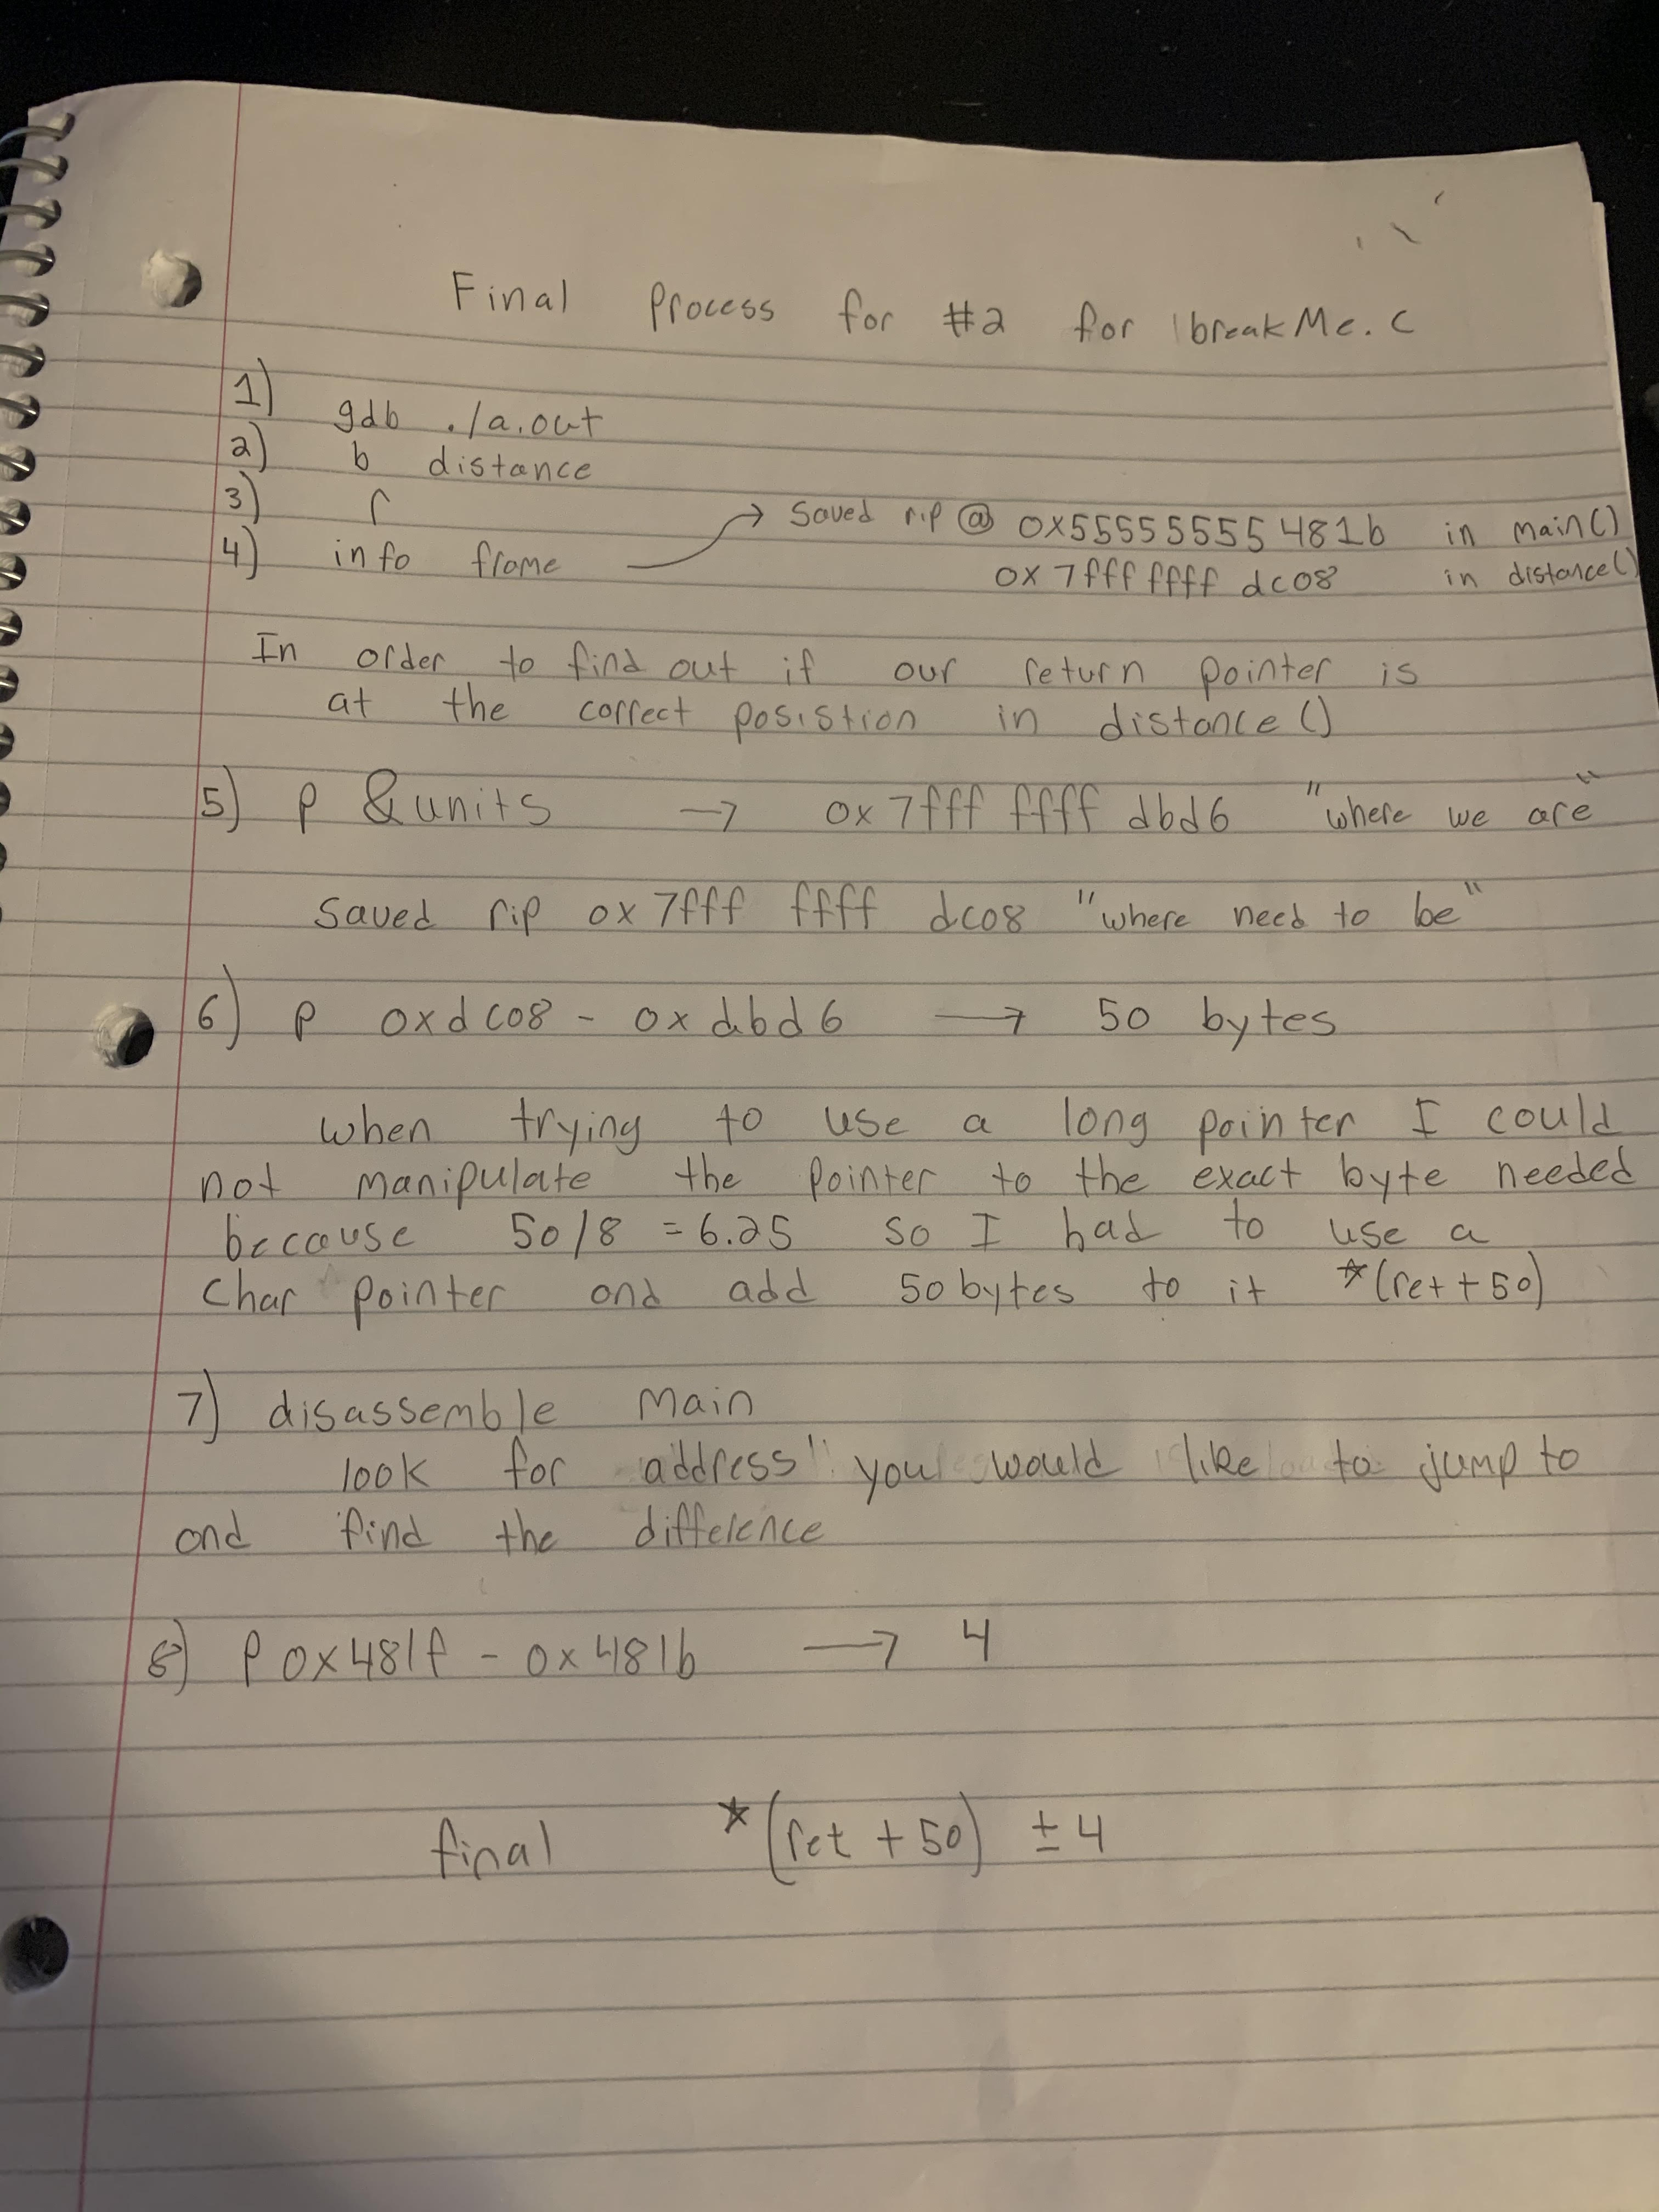 Final Process for #2 for breakMe.c
1) gdb ./a.out
2) b distance
3) r
4) info frame → Saved rip @ 0x55555555481b in main()
0x7fff ffff dc08 in distance()
In order to find out if our return pointer is
at the correct posistion in distance()
5) p &units → 0x7fff ffff dbd6 "where we are"
Saved rip 0x7fff ffff dc08 "where need to be"
6) p 0xdc08 - 0xdbd6 → 50 bytes
when trying to use a long pointer I could
not manipulate the pointer to the exact byte needed
because 50/8 = 6.25 so I had to use a
char pointer and add 50 bytes to it *(ret + 50)
7) disassemble main
look for address you would like to jump to
and find the difference
8) p 0x481f - 0x481b → 4
final *(ret + 50) ± 4